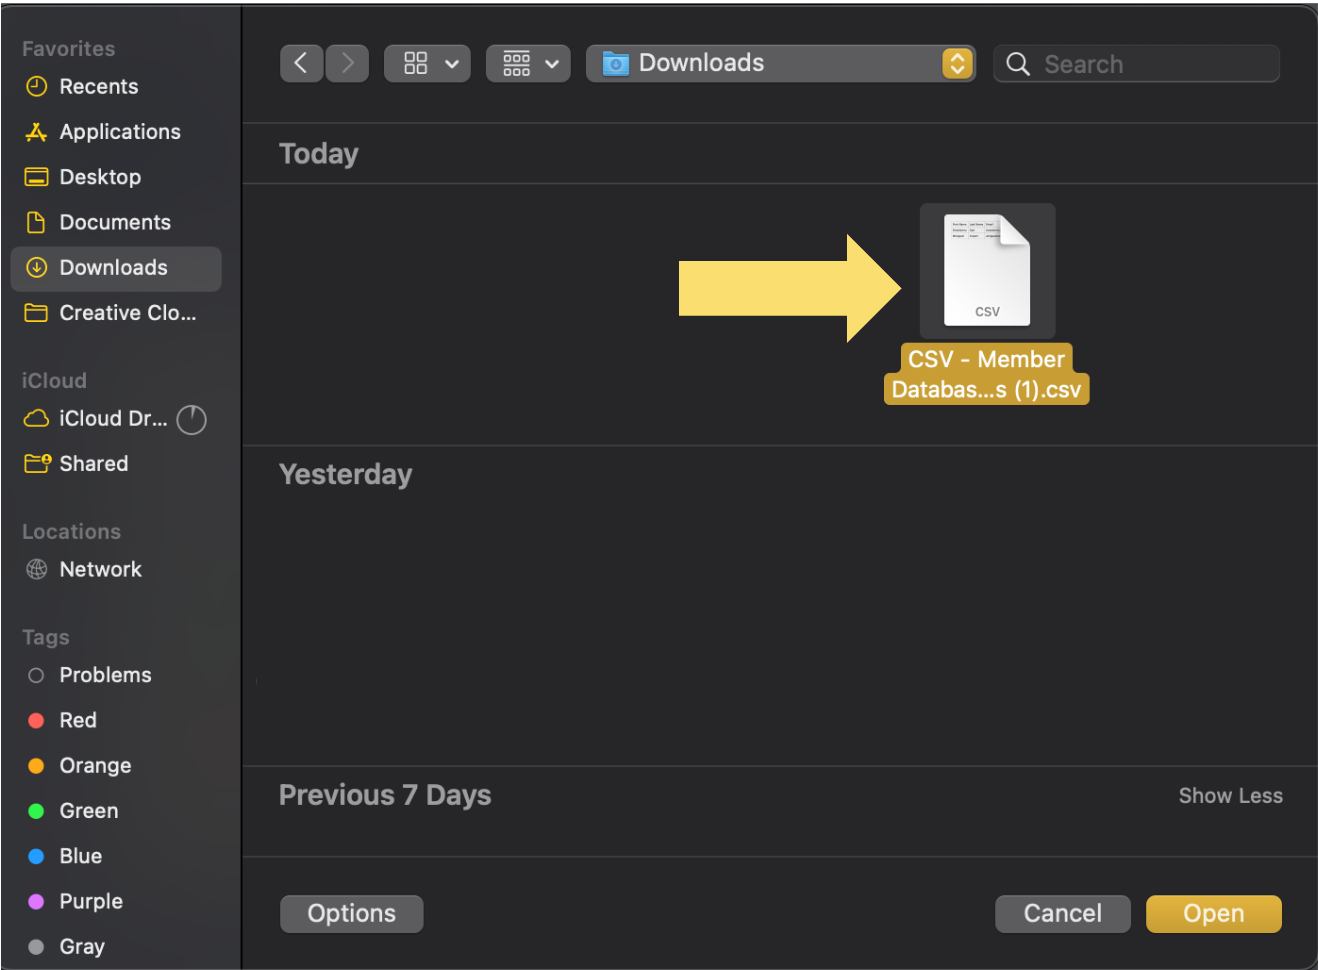 Favorites
Recents
Applications
Desktop
Documents
Downloads
Creative Clo...
iCloud
iCloud Dr...
Shared
Locations
Network
Tags
Problems
Red
Orange
Green
Blue
Purple
Gray
Downloads
Search
Today
CSV
CSV - Member
Databas...s (1).csv
Yesterday
Previous 7 Days
Show Less
Options
Cancel
Open